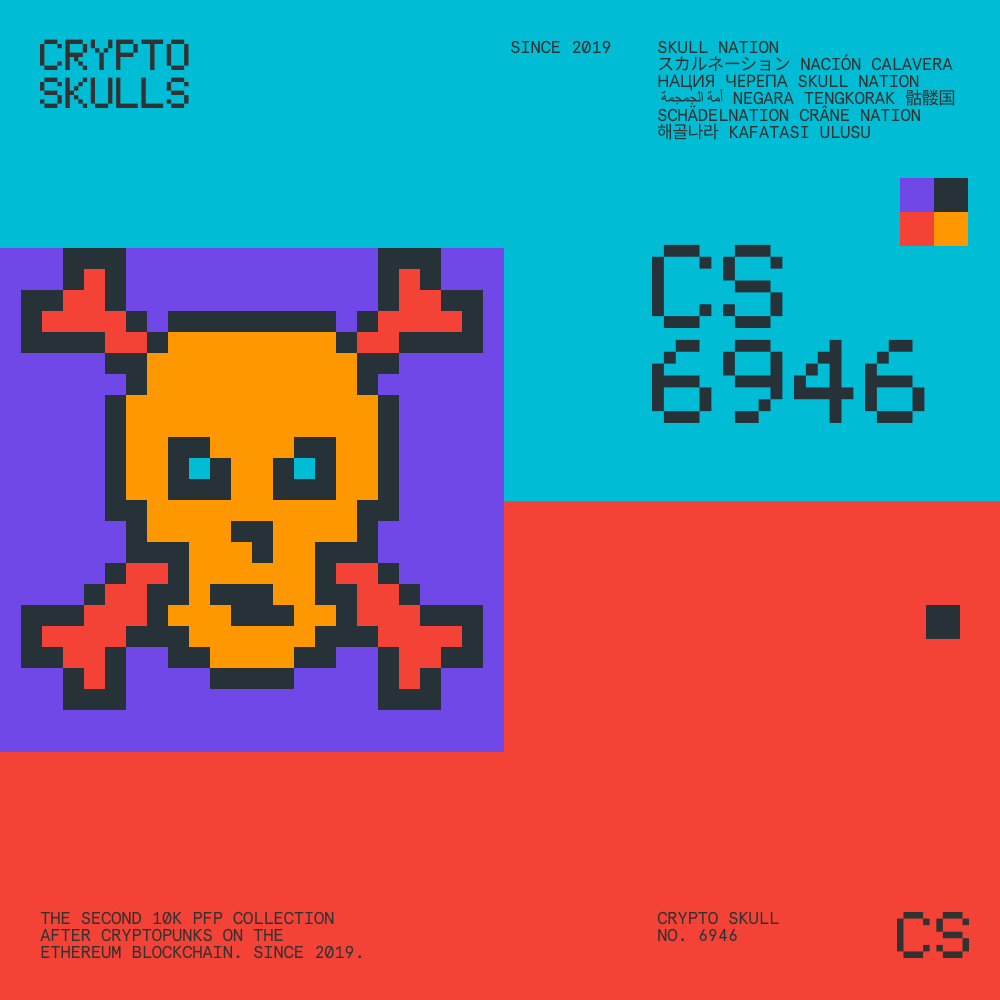 CRYPTO
SKULLS
SINCE 2019
SKULL NATION
スカルネーション NACIÓN CALAVERA
НАЦИЯ ЧЕРЕПА SKULL NATION
أمة الجمجمة NEGARA TENGKORAK 骷髅国
SCHÄDELNATION CRÂNE NATION
해골나라 KAFATASI ULUSU
CS
6946
THE SECOND 10K PFP COLLECTION
AFTER CRYPTOPUNKS ON THE
ETHEREUM BLOCKCHAIN. SINCE 2019.
CRYPTO SKULL
NO. 6946
CS